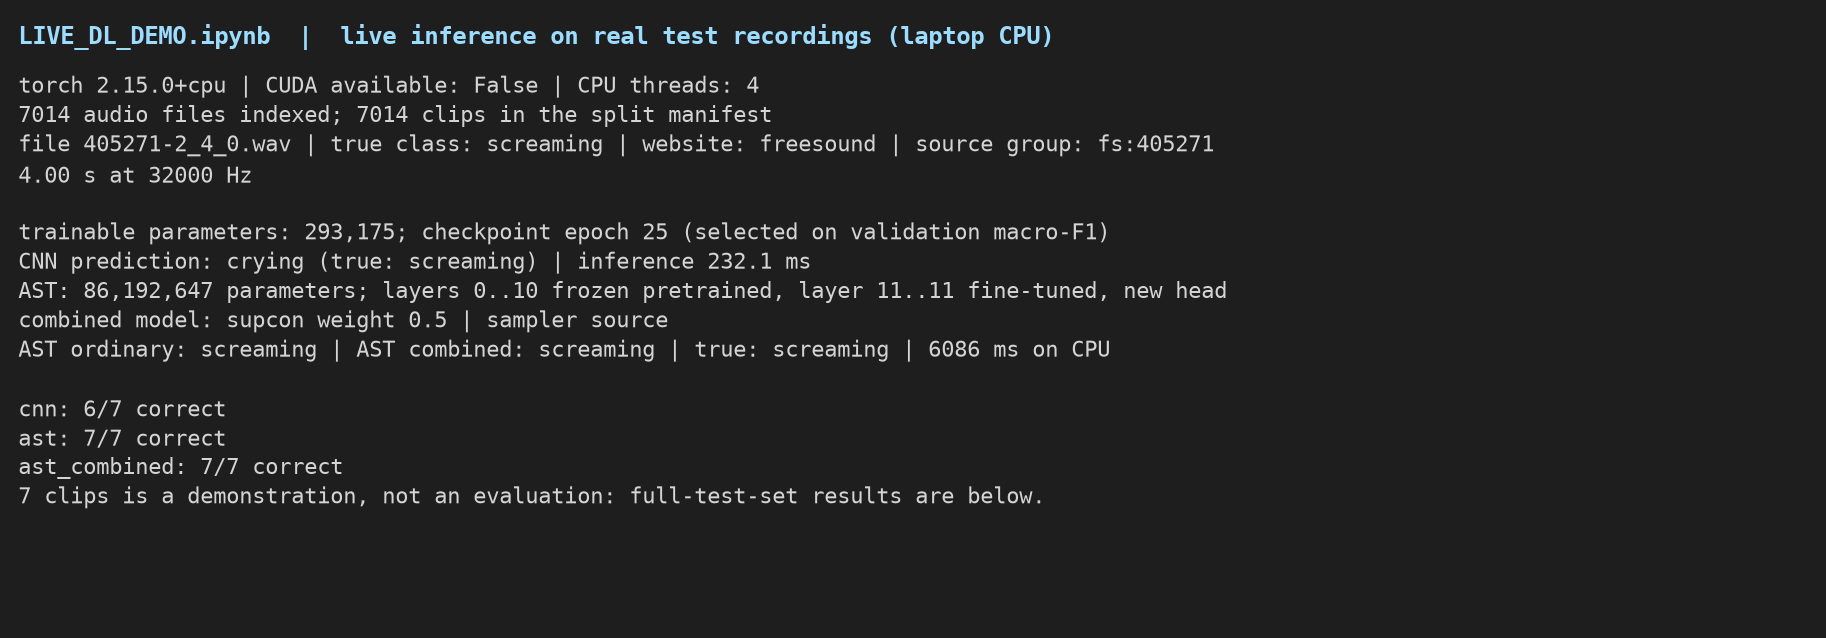 LIVE_DL_DEMO.ipynb | live inference on real test recordings (laptop CPU)
torch 2.15.0+cpu | CUDA available: False | CPU threads: 4
7014 audio files indexed; 7014 clips in the split manifest
file 405271-2_4_0.wav | true class: screaming | website: freesound | source group: fs:405271
4.00 s at 32000 Hz
trainable parameters: 293,175; checkpoint epoch 25 (selected on validation macro-F1)
CNN prediction: crying (true: screaming) | inference 232.1 ms
AST: 86,192,647 parameters; layers 0..10 frozen pretrained, layer 11..11 fine-tuned, new head
combined model: supcon weight 0.5 | sampler source
AST ordinary: screaming | AST combined: screaming | true: screaming | 6086 ms on CPU
cnn: 6/7 correct
ast: 7/7 correct
ast_combined: 7/7 correct
7 clips is a demonstration, not an evaluation: full-test-set results are below.